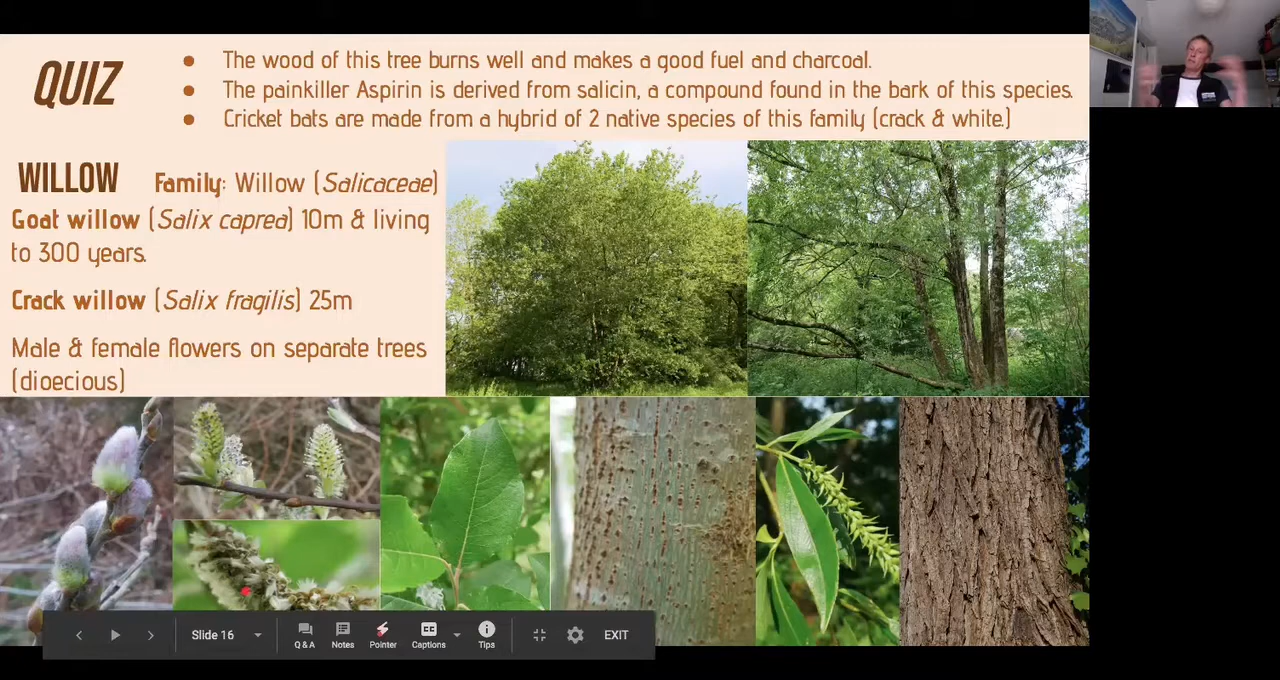 QUIZ
● The wood of this tree burns well and makes a good fuel and charcoal.
● The painkiller Aspirin is derived from salicin, a compound found in the bark of this species.
● Cricket bats are made from a hybrid of 2 native species of this family (crack & white.)
WILLOW Family: Willow (Salicaceae)
Goat willow (Salix caprea) 10m & living
to 300 years.
Crack willow (Salix fragilis) 25m
Male & female flowers on separate trees
(dioecious)
Slide 16
Q & A
Notes
Pointer
CC
Captions
Tips
EXIT